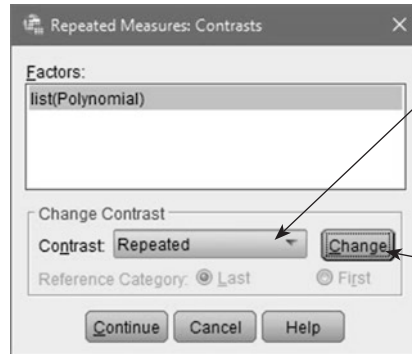 Repeated Measures: Contrasts
Factors:
list(Polynomial)
Change Contrast
Contrast: Repeated Change
Reference Category: Last First
Continue Cancel Help